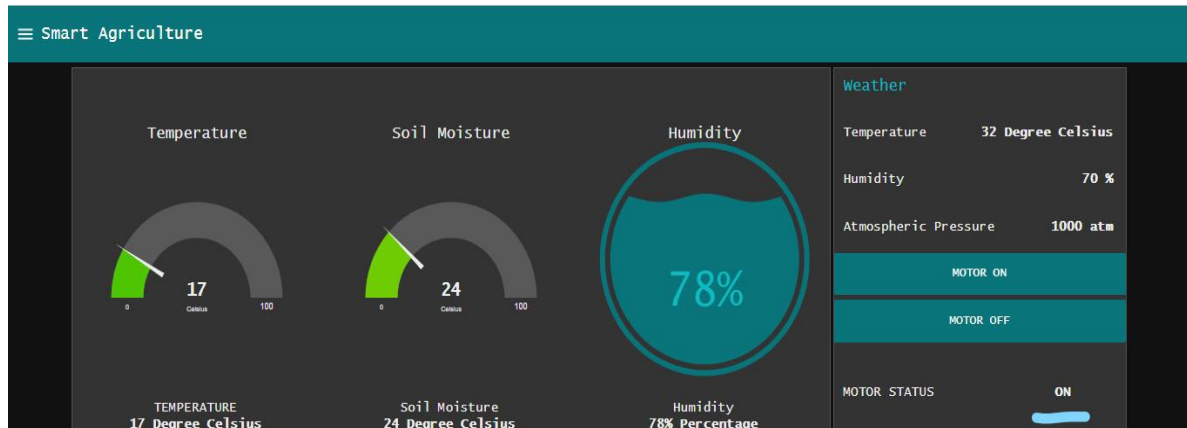 Smart Agriculture
Temperature
17
Celsius
0
100
TEMPERATURE
17 Degree Celsius
Soil Moisture
24
Celsius
0
100
Soil Moisture
24 Degree Celsius
Humidity
78%
Humidity
78% Percentage
Weather
Temperature 32 Degree Celsius
Humidity 70 %
Atmospheric Pressure 1000 atm
MOTOR ON
MOTOR OFF
MOTOR STATUS ON